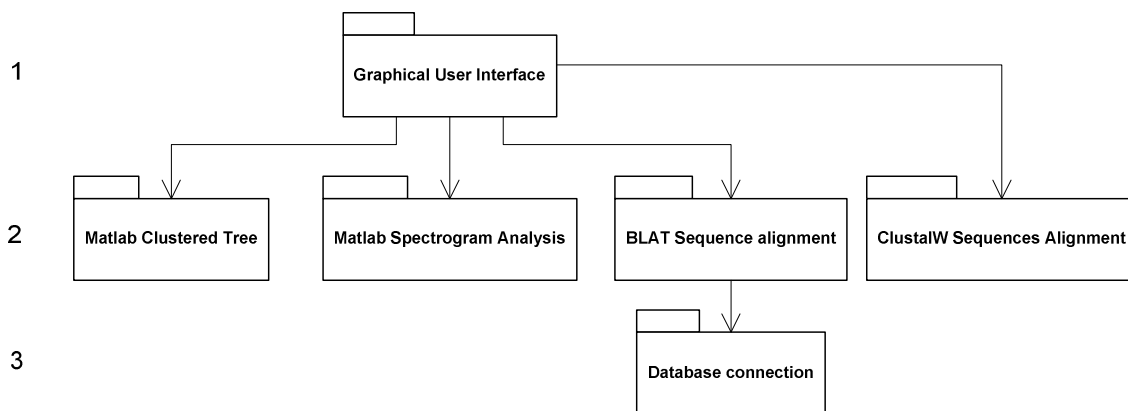 1
Graphical User Interface
2
Matlab Clustered Tree
Matlab Spectrogram Analysis
BLAT Sequence alignment
ClustalW Sequences Alignment
3
Database connection